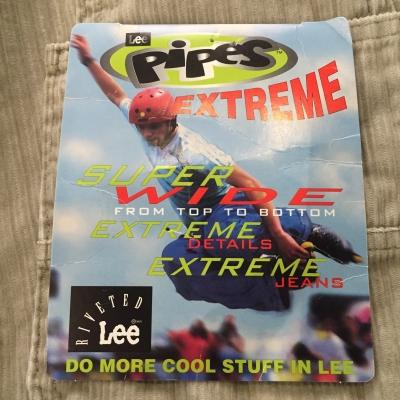 Lee
PIPES
EXTREME
SUPER
WIDE
FROM TOP TO BOTTOM
EXTREME
DETAILS
EXTREME
JEANS
RIVETED
Lee
DO MORE COOL STUFF IN LEE